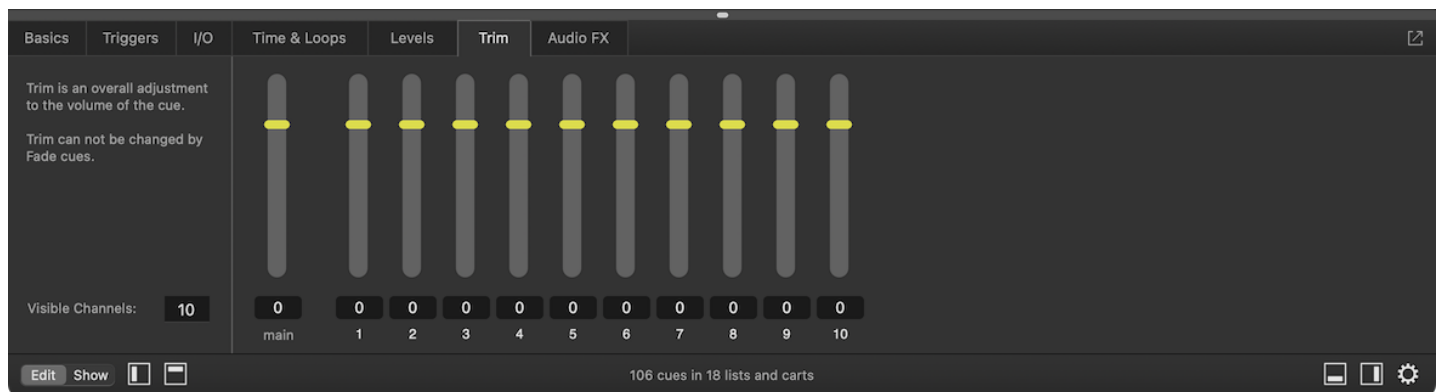 Basics Triggers I/O Time & Loops Levels Trim Audio FX
Trim is an overall adjustment
to the volume of the cue.
Trim can not be changed by
Fade cues.
Visible Channels: 10
0 0 0 0 0 0 0 0 0 0 0
main 1 2 3 4 5 6 7 8 9 10
Edit Show 106 cues in 18 lists and carts